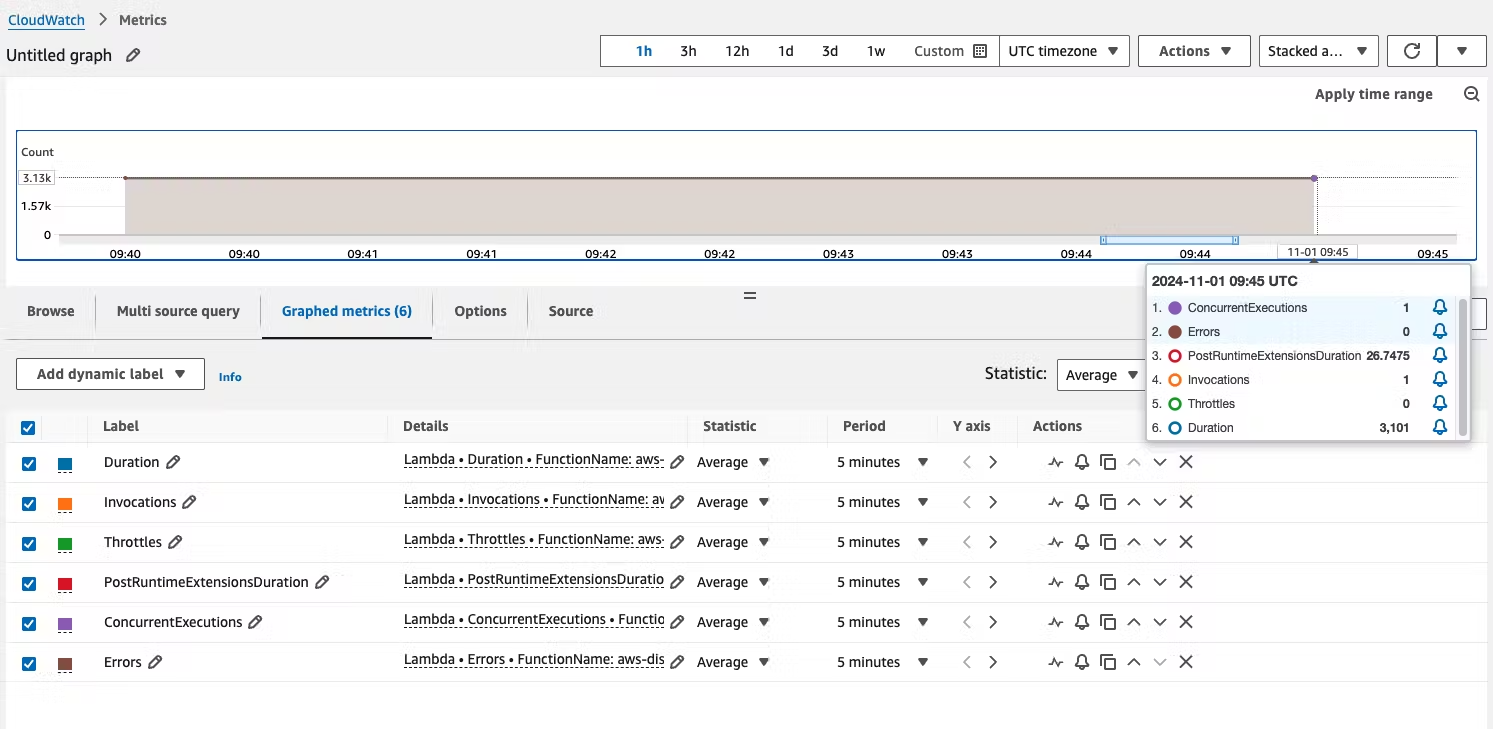 CloudWatch > Metrics
Untitled graph
1h 3h 12h 1d 3d 1w Custom UTC timezone Actions Stacked a...
Apply time range
Count
3.13k
1.57k
0
09:40 09:40 09:41 09:41 09:42 09:42 09:43 09:43 09:44 09:44 11-01 09:45 09:45
2024-11-01 09:45 UTC
1. ConcurrentExecutions 1
2. Errors 0
3. PostRuntimeExtensionsDuration 26.7475
4. Invocations 1
5. Throttles 0
6. Duration 3,101
Browse Multi source query Graphed metrics (6) Options Source
Add dynamic label Info Statistic: Average
Label Details Statistic Period Y axis Actions
Duration Lambda • Duration • FunctionName: aws- Average 5 minutes
Invocations Lambda • Invocations • FunctionName: aw Average 5 minutes
Throttles Lambda • Throttles • FunctionName: aws- Average 5 minutes
PostRuntimeExtensionsDuration Lambda • PostRuntimeExtensionsDuratio Average 5 minutes
ConcurrentExecutions Lambda • ConcurrentExecutions • Functio Average 5 minutes
Errors Lambda • Errors • FunctionName: aws-dis Average 5 minutes